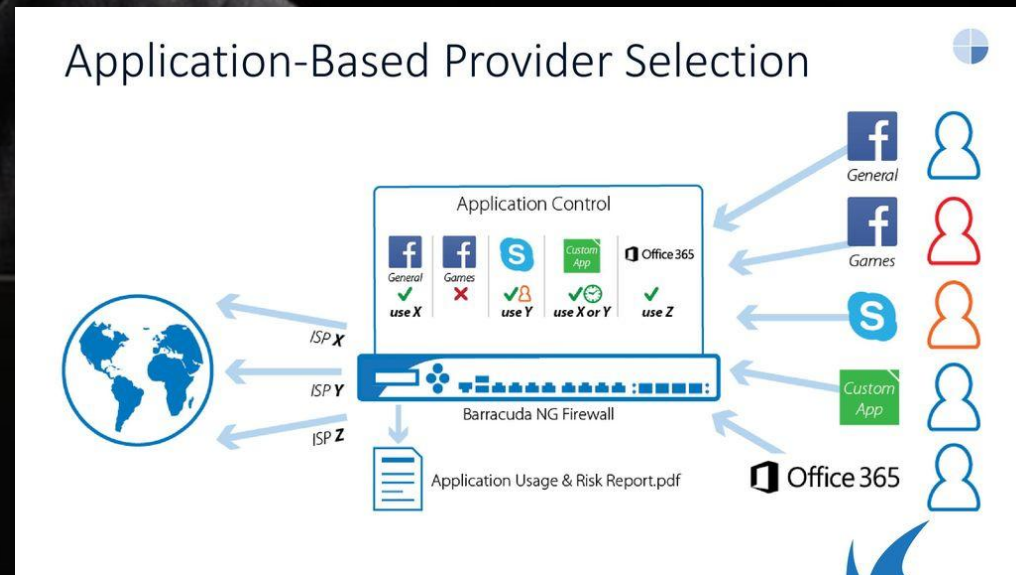 Application-Based Provider Selection
General
Games
Custom
App
Office 365
Application Control
General
Games
Custom
App
Office 365
use X
use Y
use X or Y
use Z
ISP X
ISP Y
ISP Z
Barracuda NG Firewall
Application Usage & Risk Report.pdf